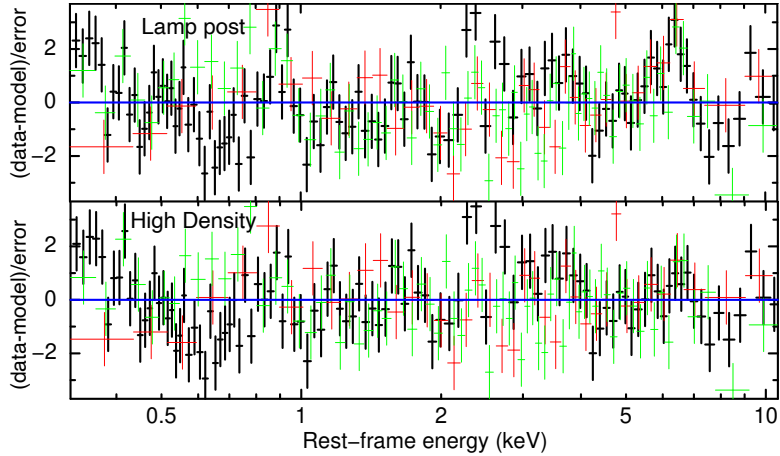 (data-model)/error
Lamp post
2
0
−2
(data-model)/error
High Density
2
0
−2
0.5 1 2 5 10
Rest−frame energy (keV)